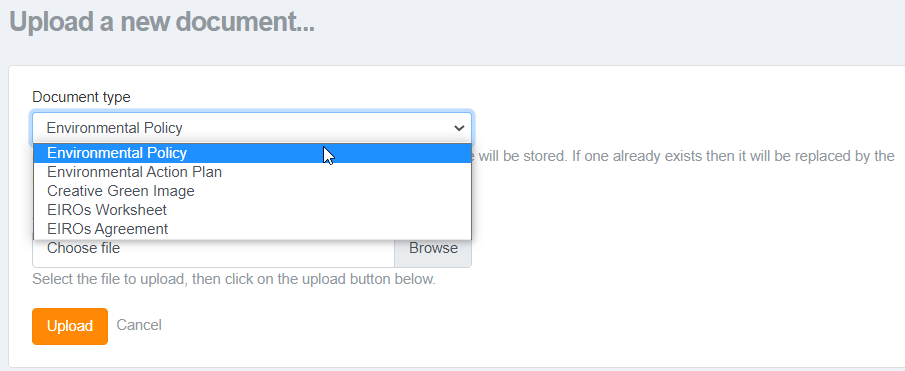 Upload a new document...
Document type
Environmental Policy
Environmental Policy
will be stored. If one already exists then it will be replaced by the
Environmental Action Plan
Creative Green Image
EIROs Worksheet
EIROs Agreement
Choose file Browse
Select the file to upload, then click on the upload button below.
Upload Cancel